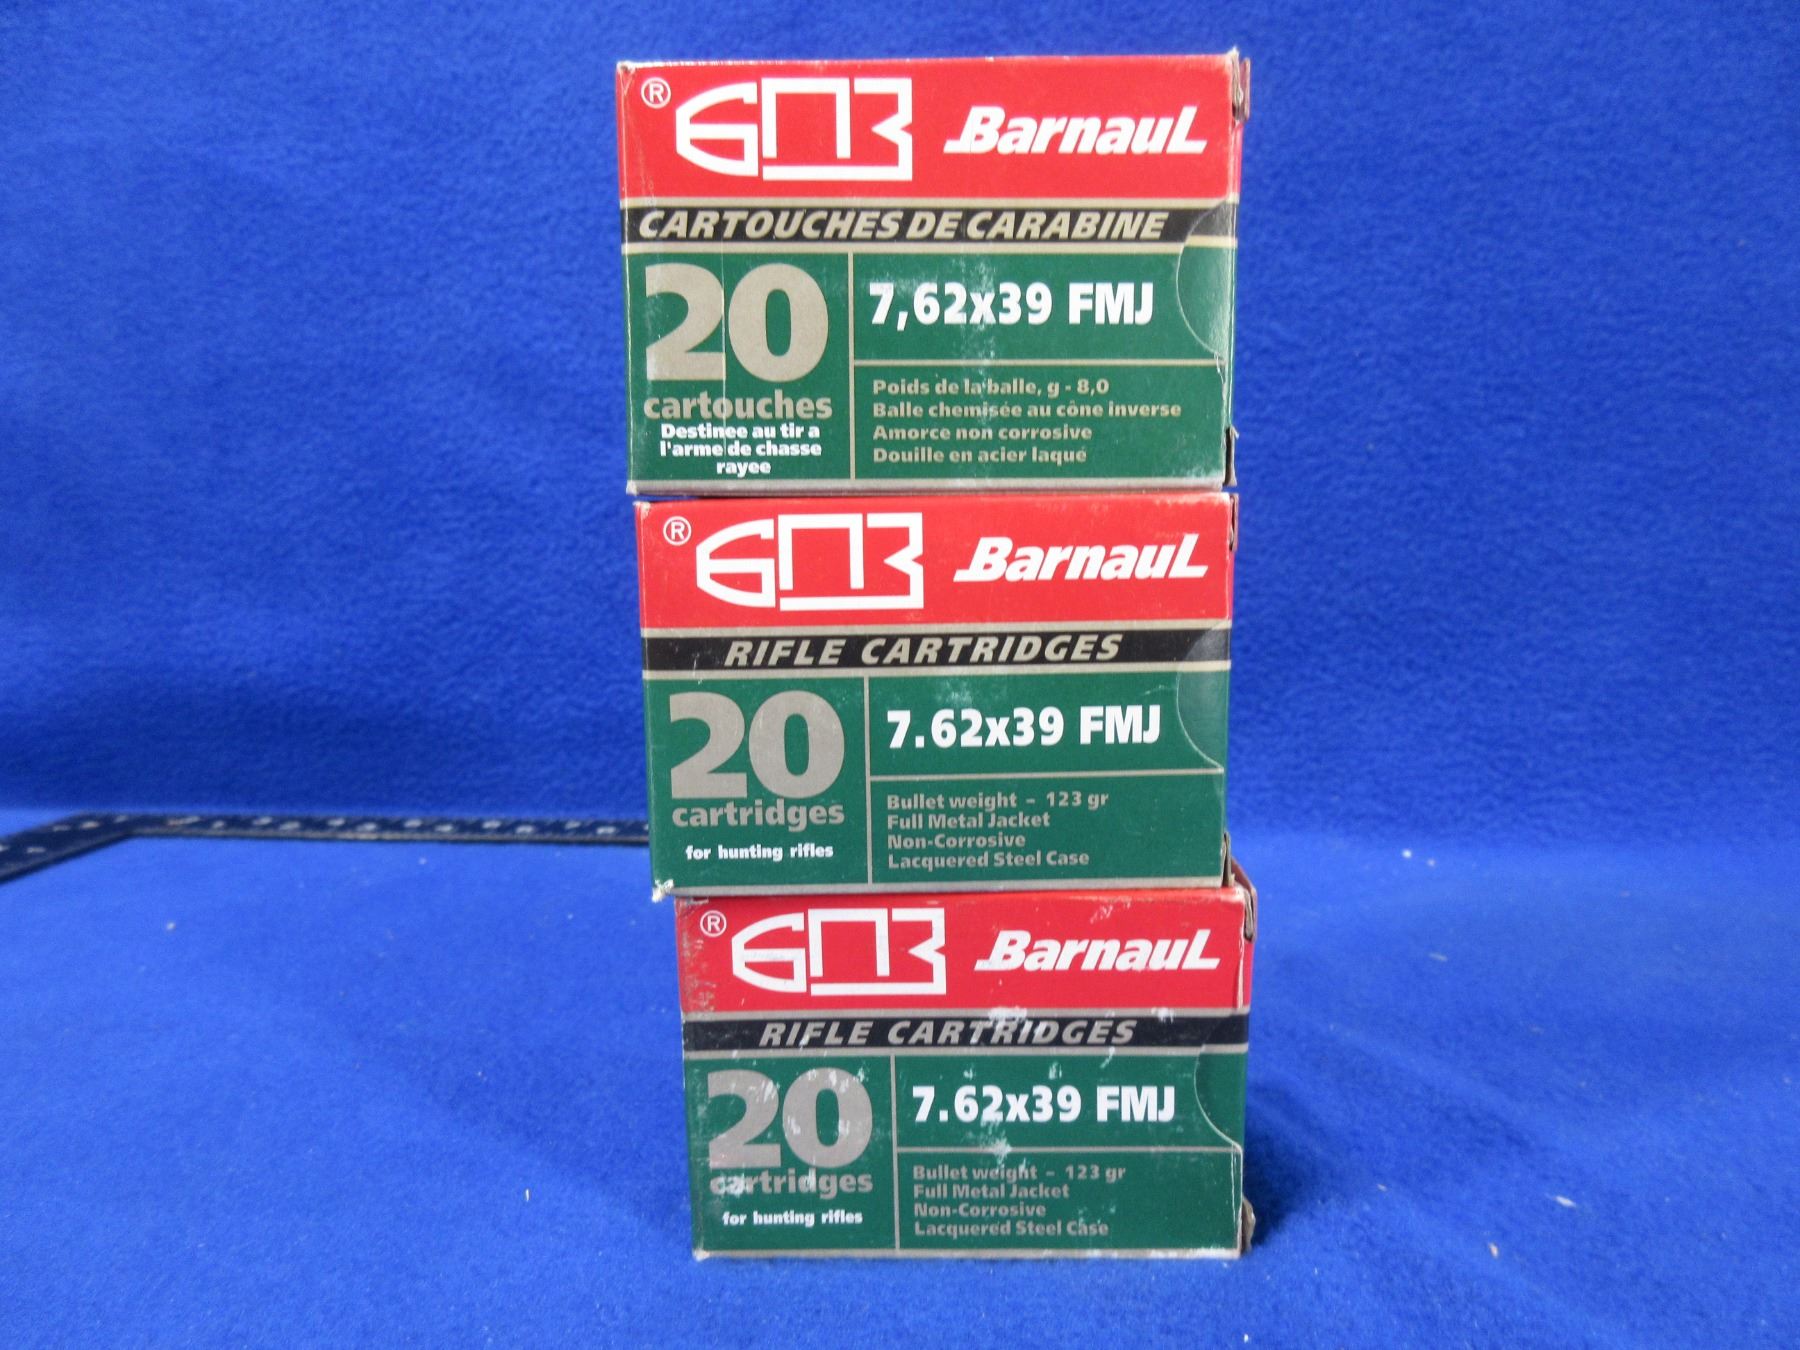 ® БПЗ Barnaul
CARTOUCHES DE CARABINE
20
cartouches
Destinee au tir a
l'arme de chasse
rayee
7,62x39 FMJ
Poids de la balle, g - 8,0
Balle chemisée au cône inverse
Amorce non corrosive
Douille en acier laqué
® БПЗ Barnaul
RIFLE CARTRIDGES
20
cartridges
for hunting rifles
7.62x39 FMJ
Bullet weight – 123 gr
Full Metal Jacket
Non-Corrosive
Lacquered Steel Case
® БПЗ Barnaul
RIFLE CARTRIDGES
20
cartridges
for hunting rifles
7.62x39 FMJ
Bullet weight – 123 gr
Full Metal Jacket
Non-Corrosive
Lacquered Steel Case